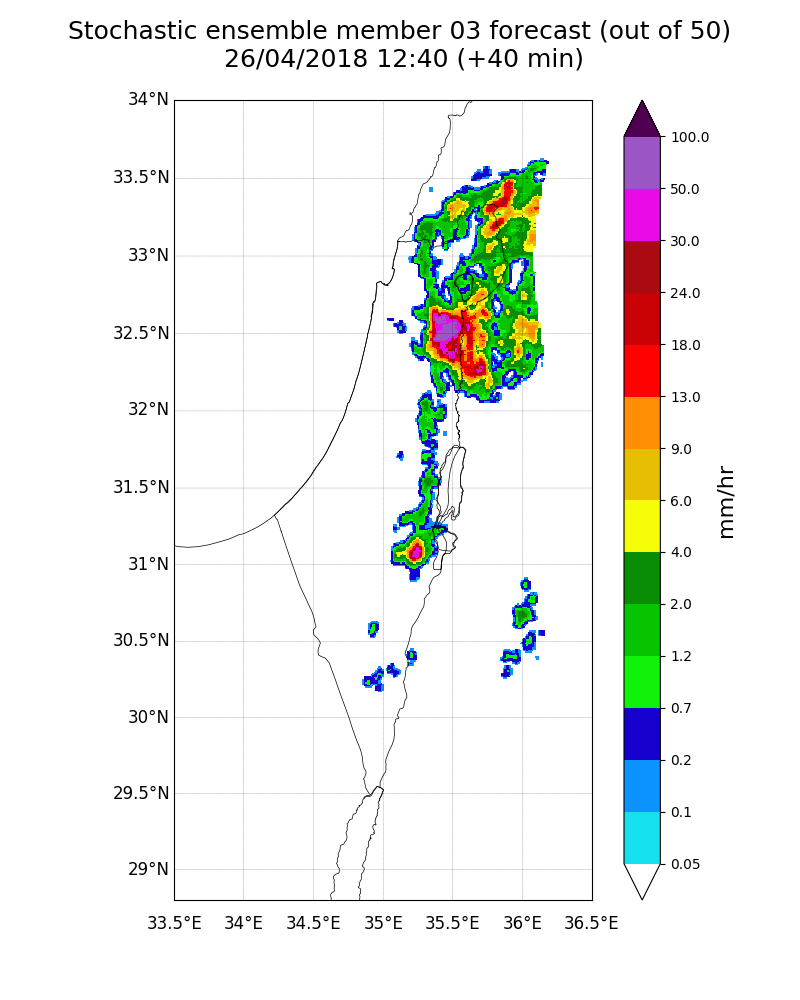 Stochastic ensemble member 03 forecast (out of 50)
26/04/2018 12:40 (+40 min)
34°N
33.5°N
33°N
32.5°N
32°N
31.5°N
31°N
30.5°N
30°N
29.5°N
29°N
33.5°E
34°E
34.5°E
35°E
35.5°E
36°E
36.5°E
100.0
50.0
30.0
24.0
18.0
13.0
9.0
6.0
4.0
2.0
1.2
0.7
0.2
0.1
0.05
mm/hr